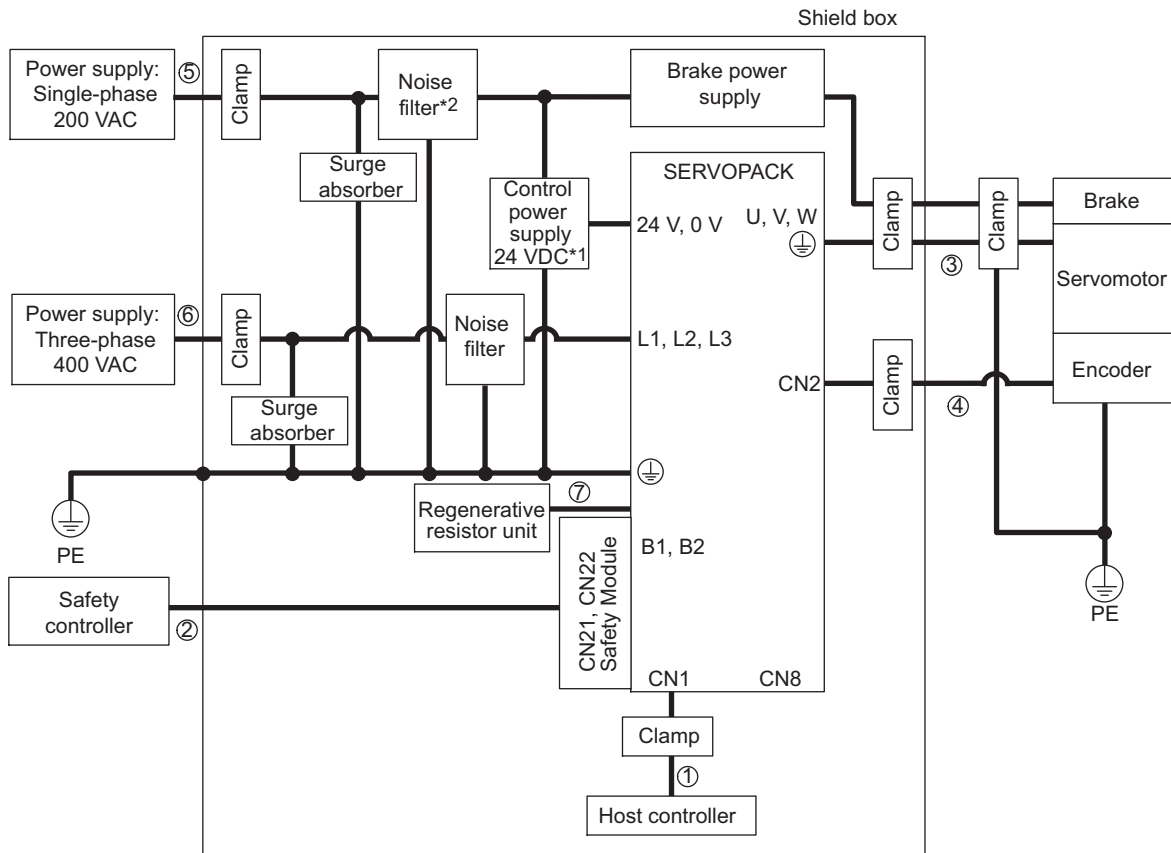 Shield box
Power supply:
Single-phase
200 VAC
⑤
Clamp
Noise
filter*2
Brake power
supply
Surge
absorber
Control
power
supply
24 VDC*1
SERVOPACK
24 V, 0 V
U, V, W
Clamp
Clamp
③
Brake
Servomotor
Encoder
Power supply:
Three-phase
400 VAC
⑥
Clamp
Noise
filter
L1, L2, L3
CN2
Clamp
④
Surge
absorber
PE
Regenerative
resistor unit
⑦
B1, B2
CN21, CN22
Safety Module
PE
Safety
controller
②
CN1
CN8
Clamp
①
Host controller